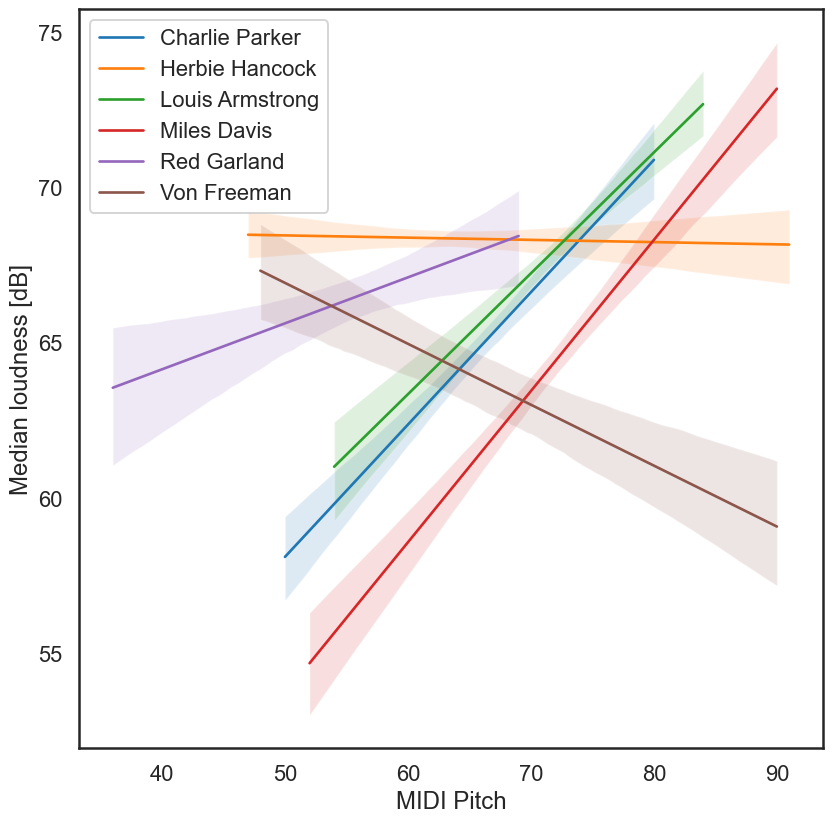 75
70
65
60
55
Median loudness [dB]
Charlie Parker
Herbie Hancock
Louis Armstrong
Miles Davis
Red Garland
Von Freeman
40 50 60 70 80 90
MIDI Pitch